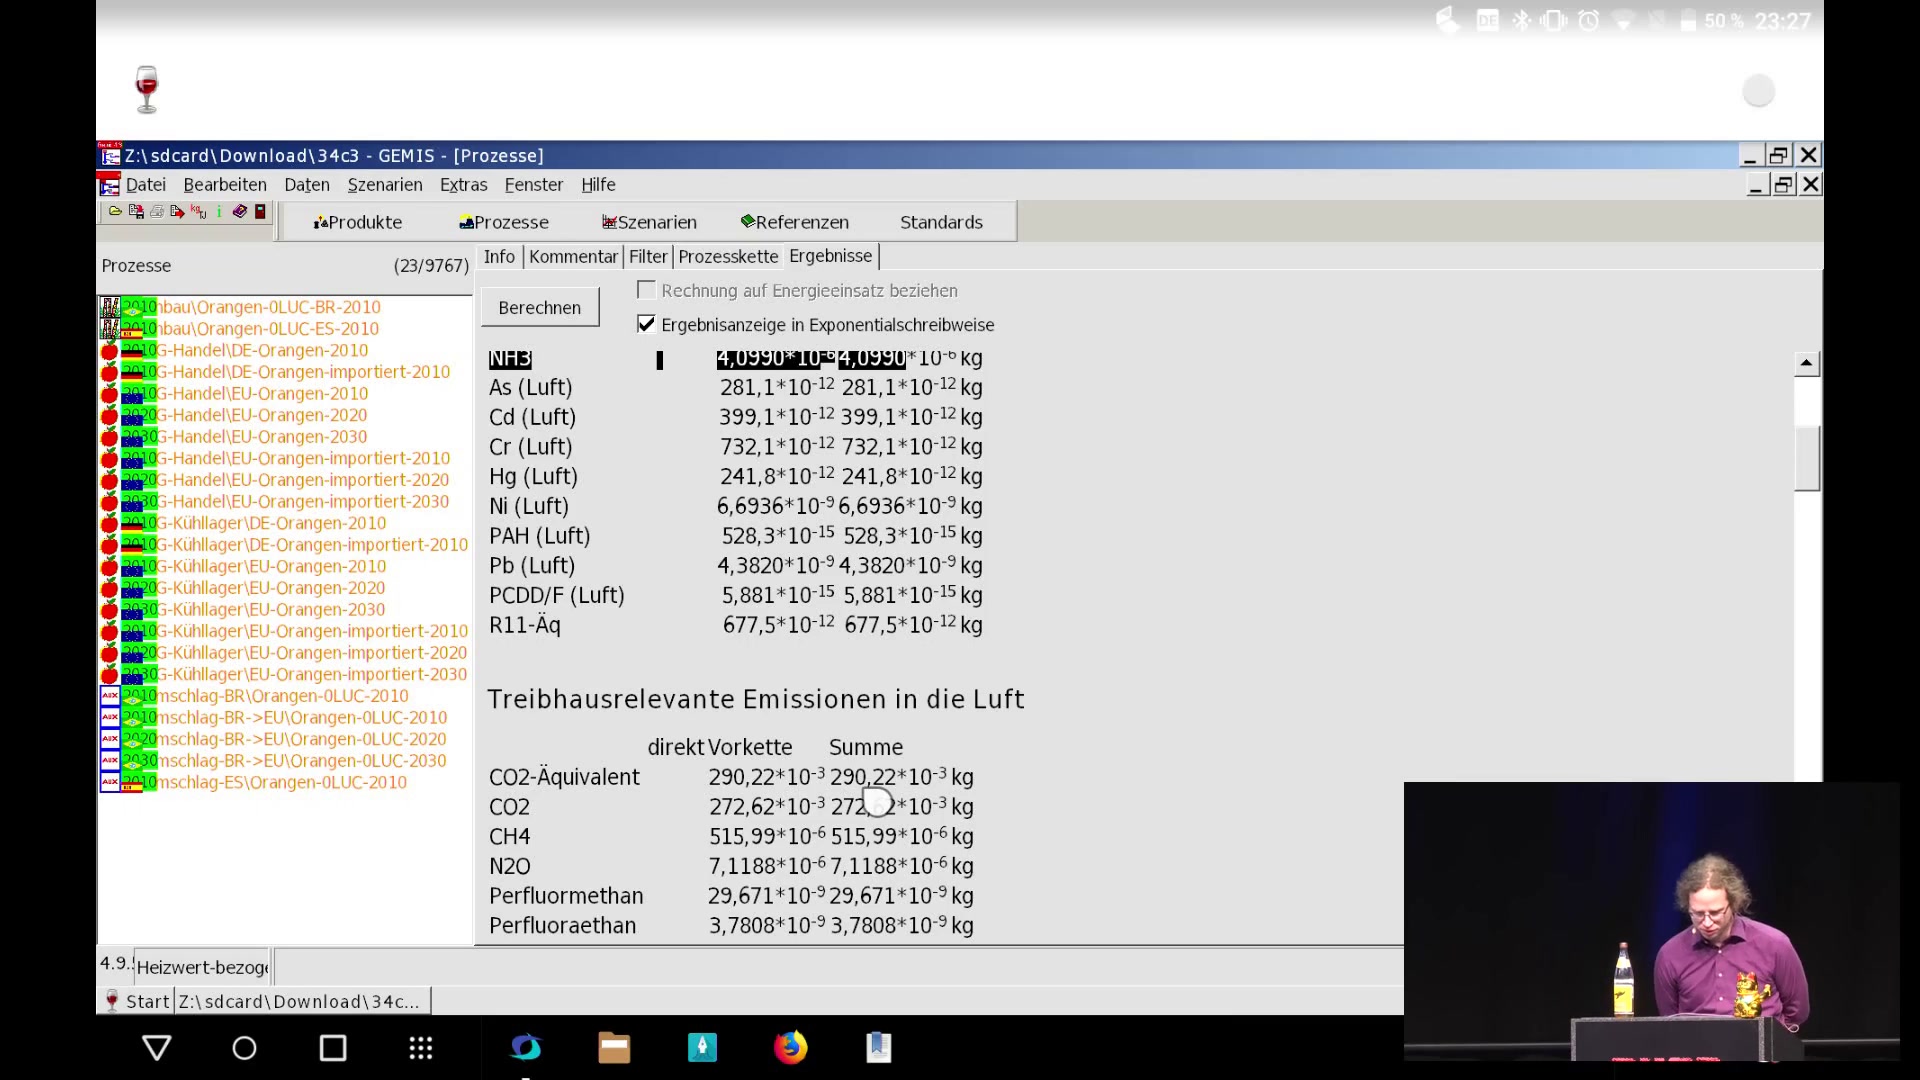 DE 50 % 23:27
Z:\sdcard\Download\34c3 - GEMIS - [Prozesse]
Datei Bearbeiten Daten Szenarien Extras Fenster Hilfe
Produkte Prozesse Szenarien Referenzen Standards
Prozesse (23/9767)
Info Kommentar Filter Prozesskette Ergebnisse
Berechnen
Rechnung auf Energieeinsatz beziehen
Ergebnisanzeige in Exponentialschreibweise
2010 nbau\Orangen-0LUC-BR-2010
2010 nbau\Orangen-0LUC-ES-2010
2010 G-Handel\DE-Orangen-2010
2010 G-Handel\DE-Orangen-importiert-2010
2010 G-Handel\EU-Orangen-2010
2020 G-Handel\EU-Orangen-2020
2030 G-Handel\EU-Orangen-2030
2010 G-Handel\EU-Orangen-importiert-2010
2020 G-Handel\EU-Orangen-importiert-2020
2030 G-Handel\EU-Orangen-importiert-2030
2010 G-Kühllager\DE-Orangen-2010
2010 G-Kühllager\DE-Orangen-importiert-2010
2010 G-Kühllager\EU-Orangen-2010
2020 G-Kühllager\EU-Orangen-2020
2030 G-Kühllager\EU-Orangen-2030
2010 G-Kühllager\EU-Orangen-importiert-2010
2020 G-Kühllager\EU-Orangen-importiert-2020
2030 G-Kühllager\EU-Orangen-importiert-2030
2010 mschlag-BR\Orangen-0LUC-2010
2010 mschlag-BR->EU\Orangen-0LUC-2010
2020 mschlag-BR->EU\Orangen-0LUC-2020
2030 mschlag-BR->EU\Orangen-0LUC-2030
2010 mschlag-ES\Orangen-0LUC-2010
NH3 4,0990*10⁻⁶ 4,0990*10⁻⁶ kg
As (Luft) 281,1*10⁻¹² 281,1*10⁻¹² kg
Cd (Luft) 399,1*10⁻¹² 399,1*10⁻¹² kg
Cr (Luft) 732,1*10⁻¹² 732,1*10⁻¹² kg
Hg (Luft) 241,8*10⁻¹² 241,8*10⁻¹² kg
Ni (Luft) 6,6936*10⁻⁹ 6,6936*10⁻⁹ kg
PAH (Luft) 528,3*10⁻¹⁵ 528,3*10⁻¹⁵ kg
Pb (Luft) 4,3820*10⁻⁹ 4,3820*10⁻⁹ kg
PCDD/F (Luft) 5,881*10⁻¹⁵ 5,881*10⁻¹⁵ kg
R11-Äq 677,5*10⁻¹² 677,5*10⁻¹² kg
Treibhausrelevante Emissionen in die Luft
direkt Vorkette Summe
CO2-Äquivalent 290,22*10⁻³ 290,22*10⁻³ kg
CO2 272,62*10⁻³ 272,62*10⁻³ kg
CH4 515,99*10⁻⁶ 515,99*10⁻⁶ kg
N2O 7,1188*10⁻⁶ 7,1188*10⁻⁶ kg
Perfluormethan 29,671*10⁻⁹ 29,671*10⁻⁹ kg
Perfluoraethan 3,7808*10⁻⁹ 3,7808*10⁻⁹ kg
4.9. Heizwert-bezoge
Start Z:\sdcard\Download\34c...